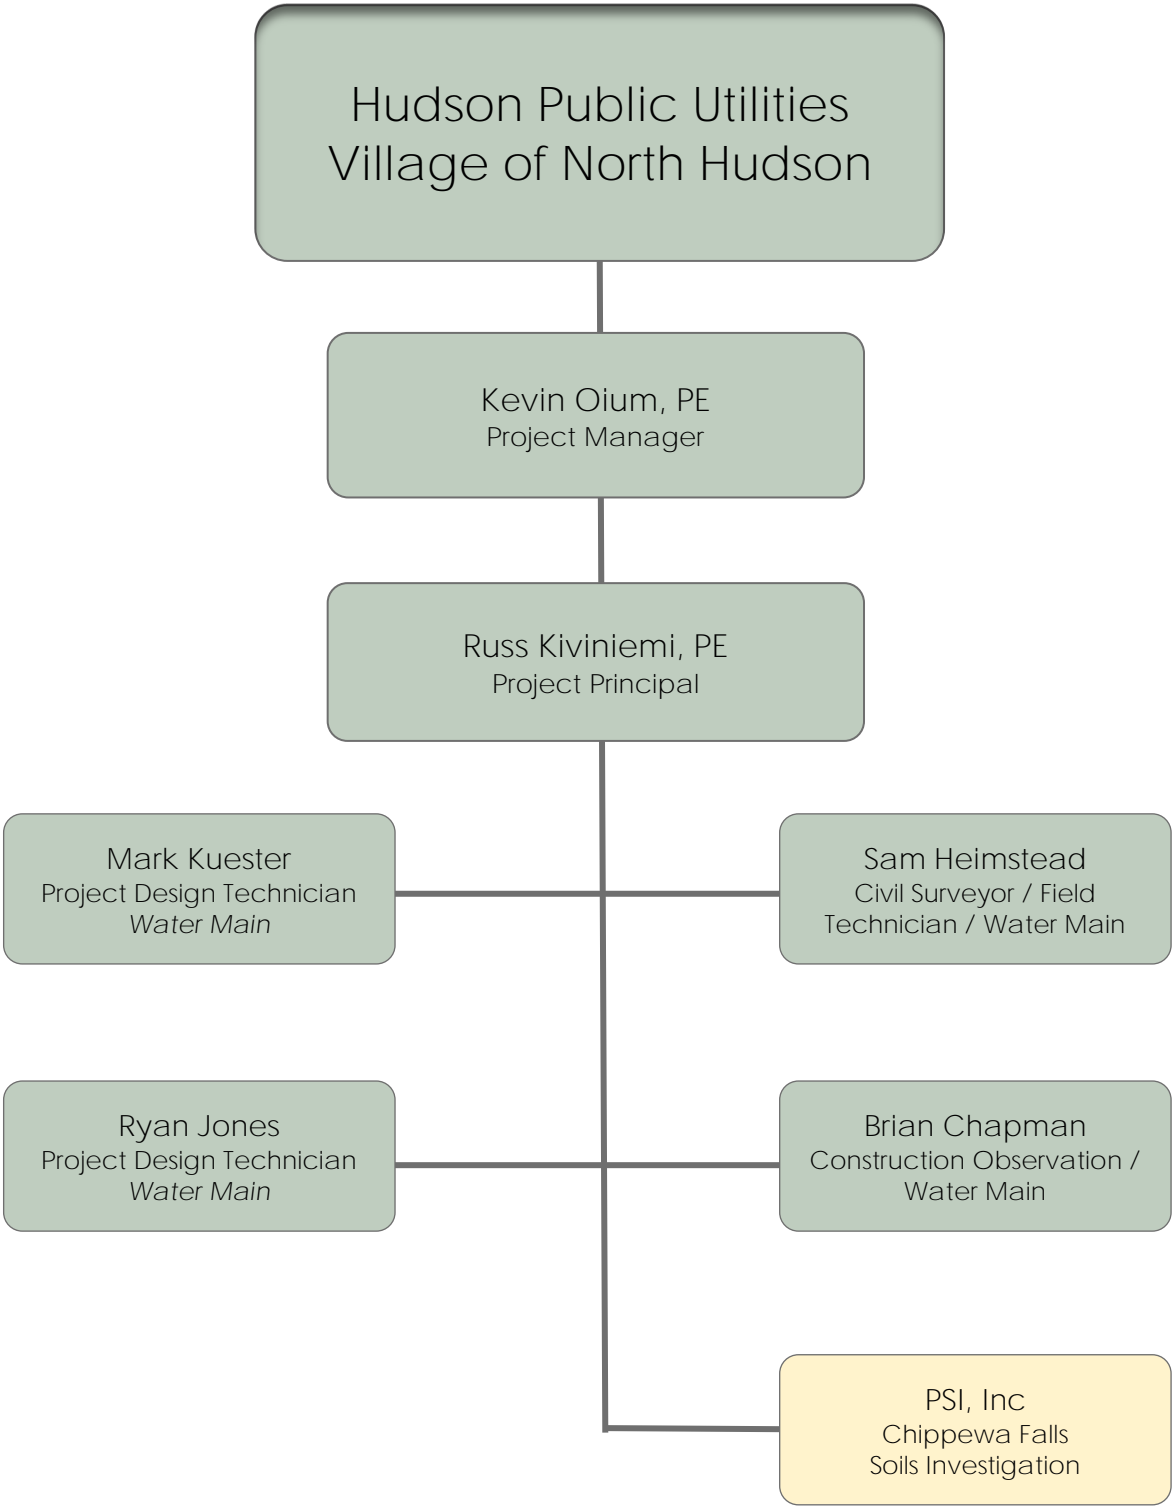 Hudson Public Utilities
Village of North Hudson
Kevin Oium, PE
Project Manager
Russ Kiviniemi, PE
Project Principal
Mark Kuester
Project Design Technician
Water Main
Sam Heimstead
Civil Surveyor / Field
Technician / Water Main
Ryan Jones
Project Design Technician
Water Main
Brian Chapman
Construction Observation /
Water Main
PSI, Inc
Chippewa Falls
Soils Investigation